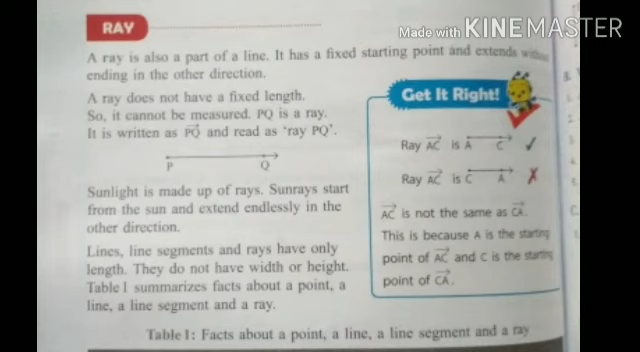 Made with KINEMASTER
RAY
A ray is also a part of a line. It has a fixed starting point and extends without
ending in the other direction.
A ray does not have a fixed length.
So, it cannot be measured. PQ is a ray.
It is written as PQ⃗ and read as ‘ray PQ’.
P Q
Sunlight is made up of rays. Sunrays start
from the sun and extend endlessly in the
other direction.
Lines, line segments and rays have only
length. They do not have width or height.
Table 1 summarizes facts about a point, a
line, a line segment and a ray.
Get It Right!
Ray AC⃗ is A C ✓
Ray AC⃗ is C A ✗
AC⃗ is not the same as CA⃗.
This is because A is the starting
point of AC⃗ and C is the starting
point of CA⃗.
Table 1: Facts about a point, a line, a line segment and a ray